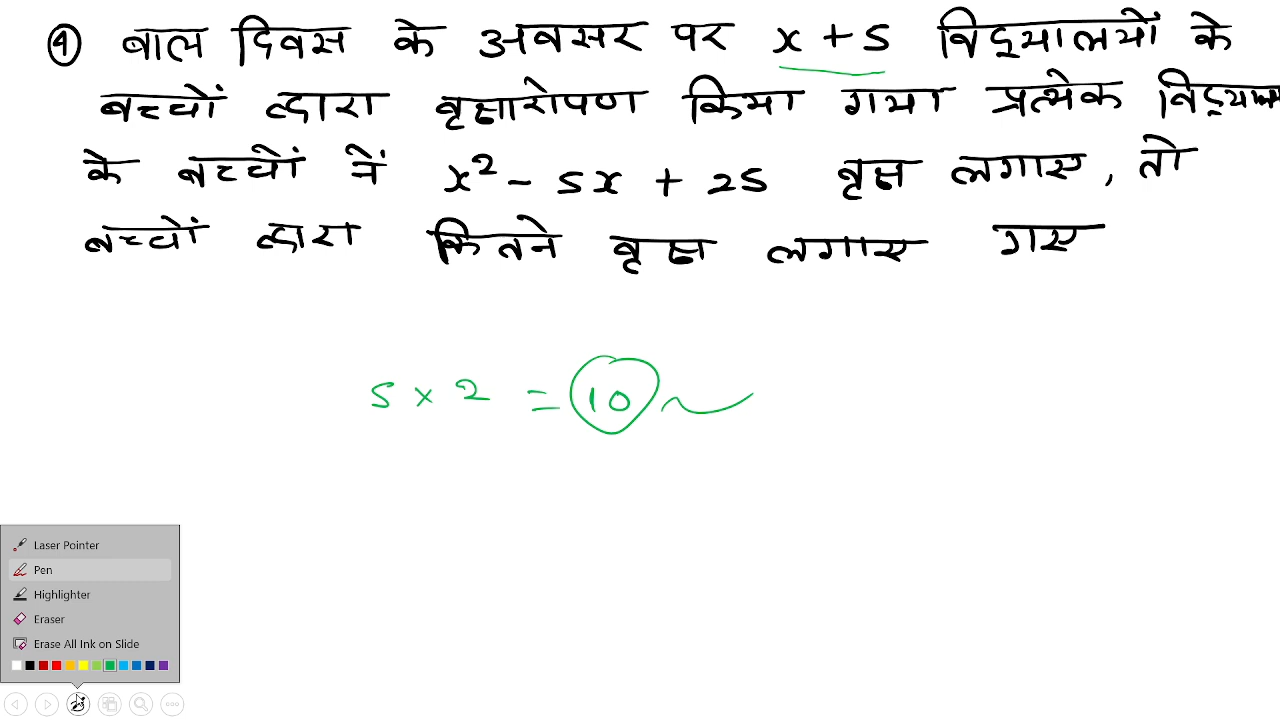 ④ बाल दिवस के अवसर पर x + 5 विद्यालयों के
बच्चों द्वारा वृक्षारोपण किया गया प्रत्येक विद्यालय
के बच्चों नें x² - 5x + 25 वृक्ष लगाए, तो
बच्चों द्वारा कितने वृक्ष लगाए गए
5 × 2 = 10
Laser Pointer
Pen
Highlighter
Eraser
Erase All Ink on Slide